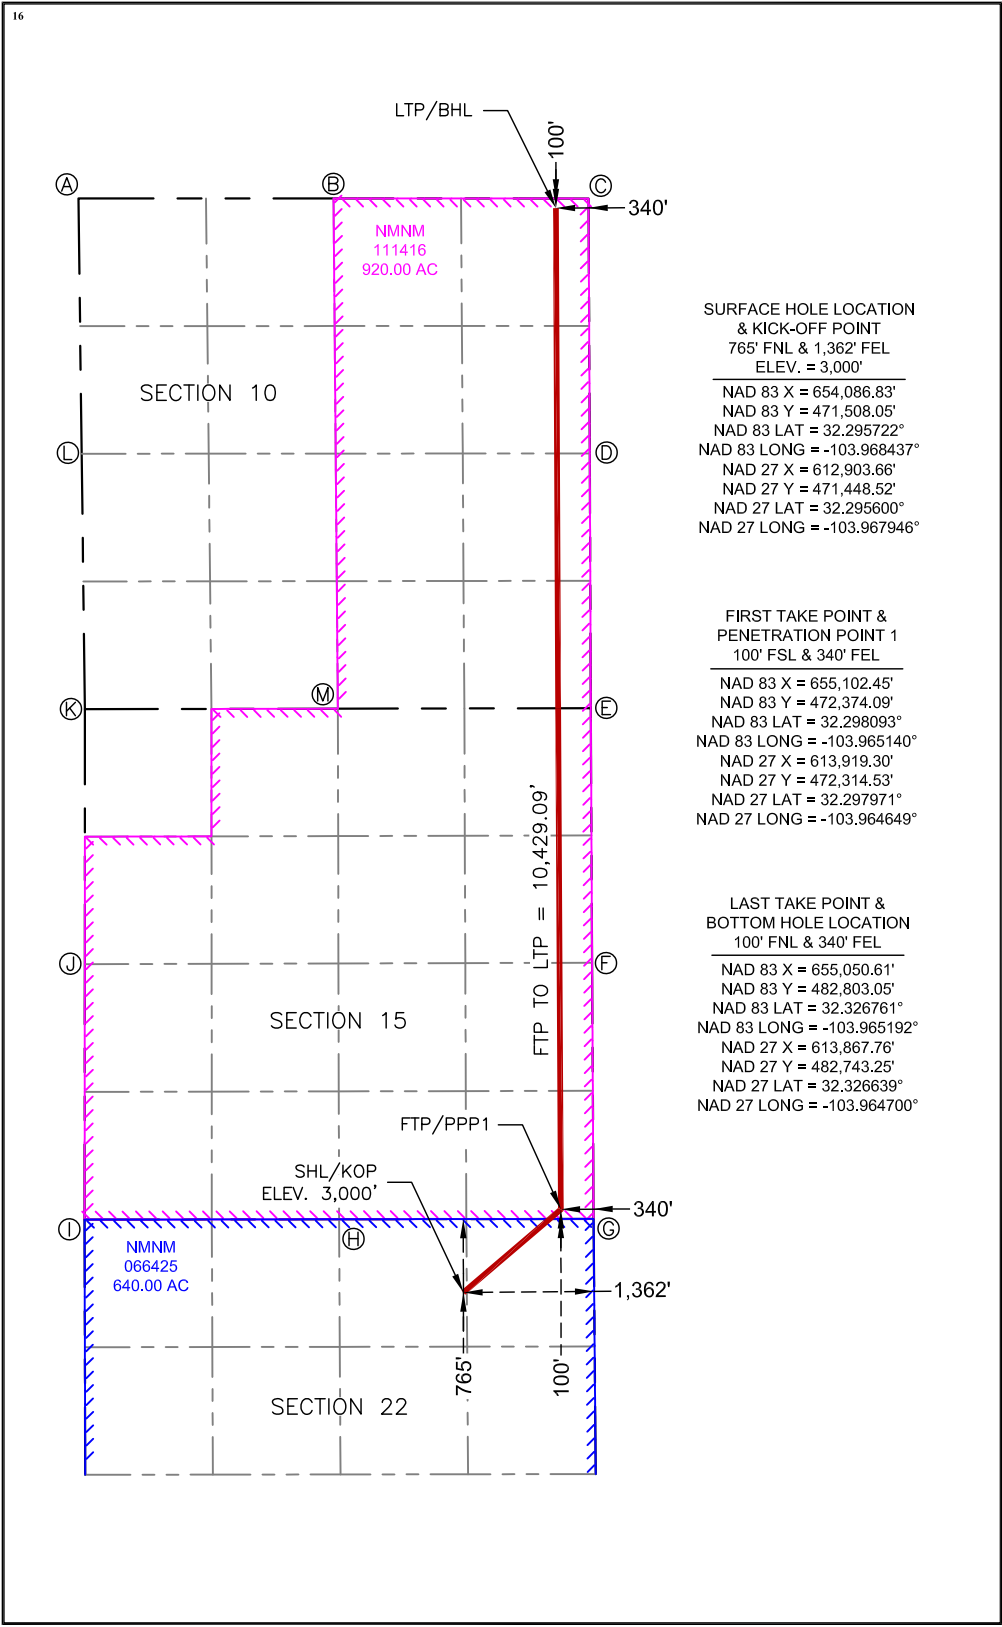 16
LTP/BHL
100'
A
B
C
340'
NMNM
111416
920.00 AC
SECTION 10
L
D
K
M
E
FTP TO LTP = 10,429.09'
J
F
SECTION 15
FTP/PPP1
SHL/KOP
ELEV. 3,000'
340'
I
H
G
NMNM
066425
640.00 AC
1,362'
765'
100'
SECTION 22
SURFACE HOLE LOCATION
& KICK-OFF POINT
765' FNL & 1,362' FEL
ELEV. = 3,000'
NAD 83 X = 654,086.83'
NAD 83 Y = 471,508.05'
NAD 83 LAT = 32.295722°
NAD 83 LONG = -103.968437°
NAD 27 X = 612,903.66'
NAD 27 Y = 471,448.52'
NAD 27 LAT = 32.295600°
NAD 27 LONG = -103.967946°
FIRST TAKE POINT &
PENETRATION POINT 1
100' FSL & 340' FEL
NAD 83 X = 655,102.45'
NAD 83 Y = 472,374.09'
NAD 83 LAT = 32.298093°
NAD 83 LONG = -103.965140°
NAD 27 X = 613,919.30'
NAD 27 Y = 472,314.53'
NAD 27 LAT = 32.297971°
NAD 27 LONG = -103.964649°
LAST TAKE POINT &
BOTTOM HOLE LOCATION
100' FNL & 340' FEL
NAD 83 X = 655,050.61'
NAD 83 Y = 482,803.05'
NAD 83 LAT = 32.326761°
NAD 83 LONG = -103.965192°
NAD 27 X = 613,867.76'
NAD 27 Y = 482,743.25'
NAD 27 LAT = 32.326639°
NAD 27 LONG = -103.964700°